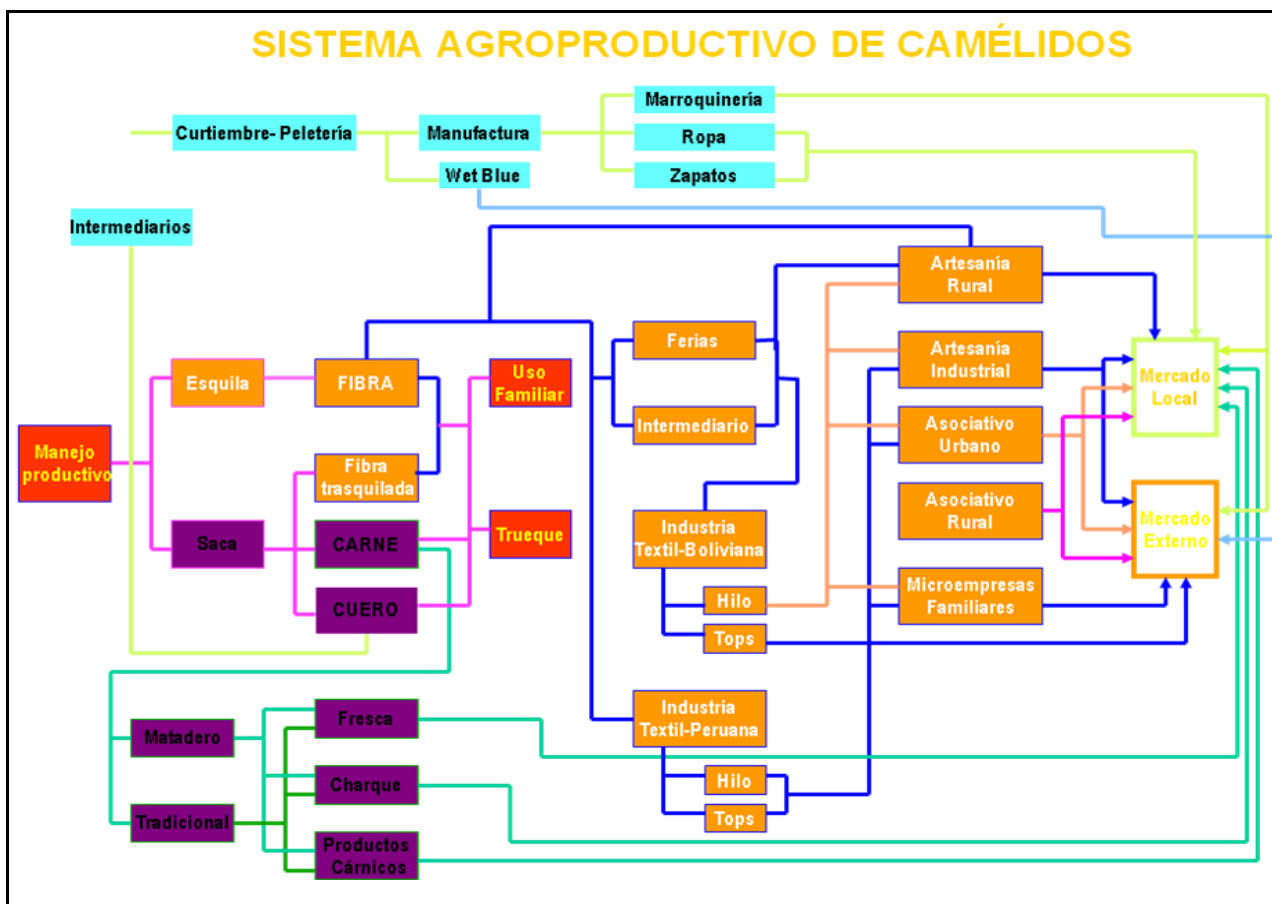 SISTEMA AGROPRODUCTIVO DE CAMÉLIDOS
Marroquinería
Curtiembre- Peletería
Manufactura
Ropa
Wet Blue
Zapatos
Intermediarios
Artesanía
Rural
Ferias
Esquila
FIBRA
Uso
Familiar
Artesanía
Industrial
Mercado
Local
Intermediario
Asociativo
Urbano
Manejo
productivo
Fibra
trasquilada
Asociativo
Rural
Saca
CARNE
Trueque
Industria
Textil-Boliviana
Mercado
Externo
CUERO
Hilo
Microempresas
Familiares
Tops
Industria
Textil-Peruana
Matadero
Fresca
Hilo
Charque
Tops
Tradicional
Productos
Cárnicos